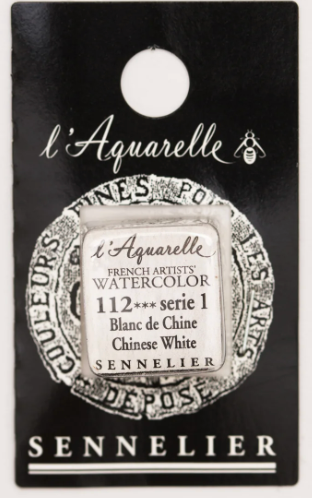 l'Aquarelle
COULEURS FINES POUR LES ARTS
DÉPOSÉ
l'Aquarelle
FRENCH ARTISTS'
WATERCOLOR
112*** serie 1
Blanc de Chine
Chinese White
SENNELIER
SENNELIER